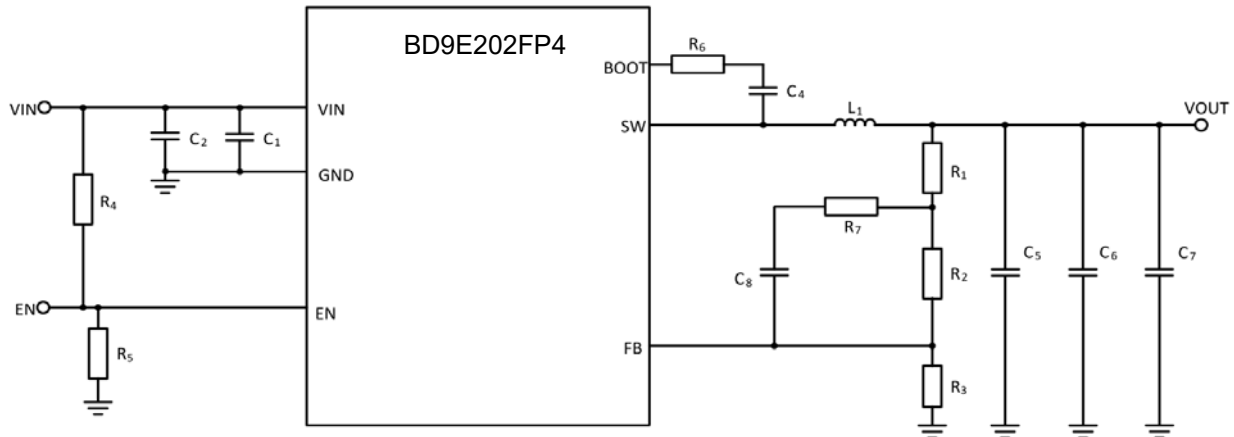 BD9E202FP4
R6
BOOT
C4
VIN
VIN
SW
L1
VOUT
C2
C1
GND
R1
R4
R7
C8
R2
C5
C6
C7
EN
EN
R5
FB
R3